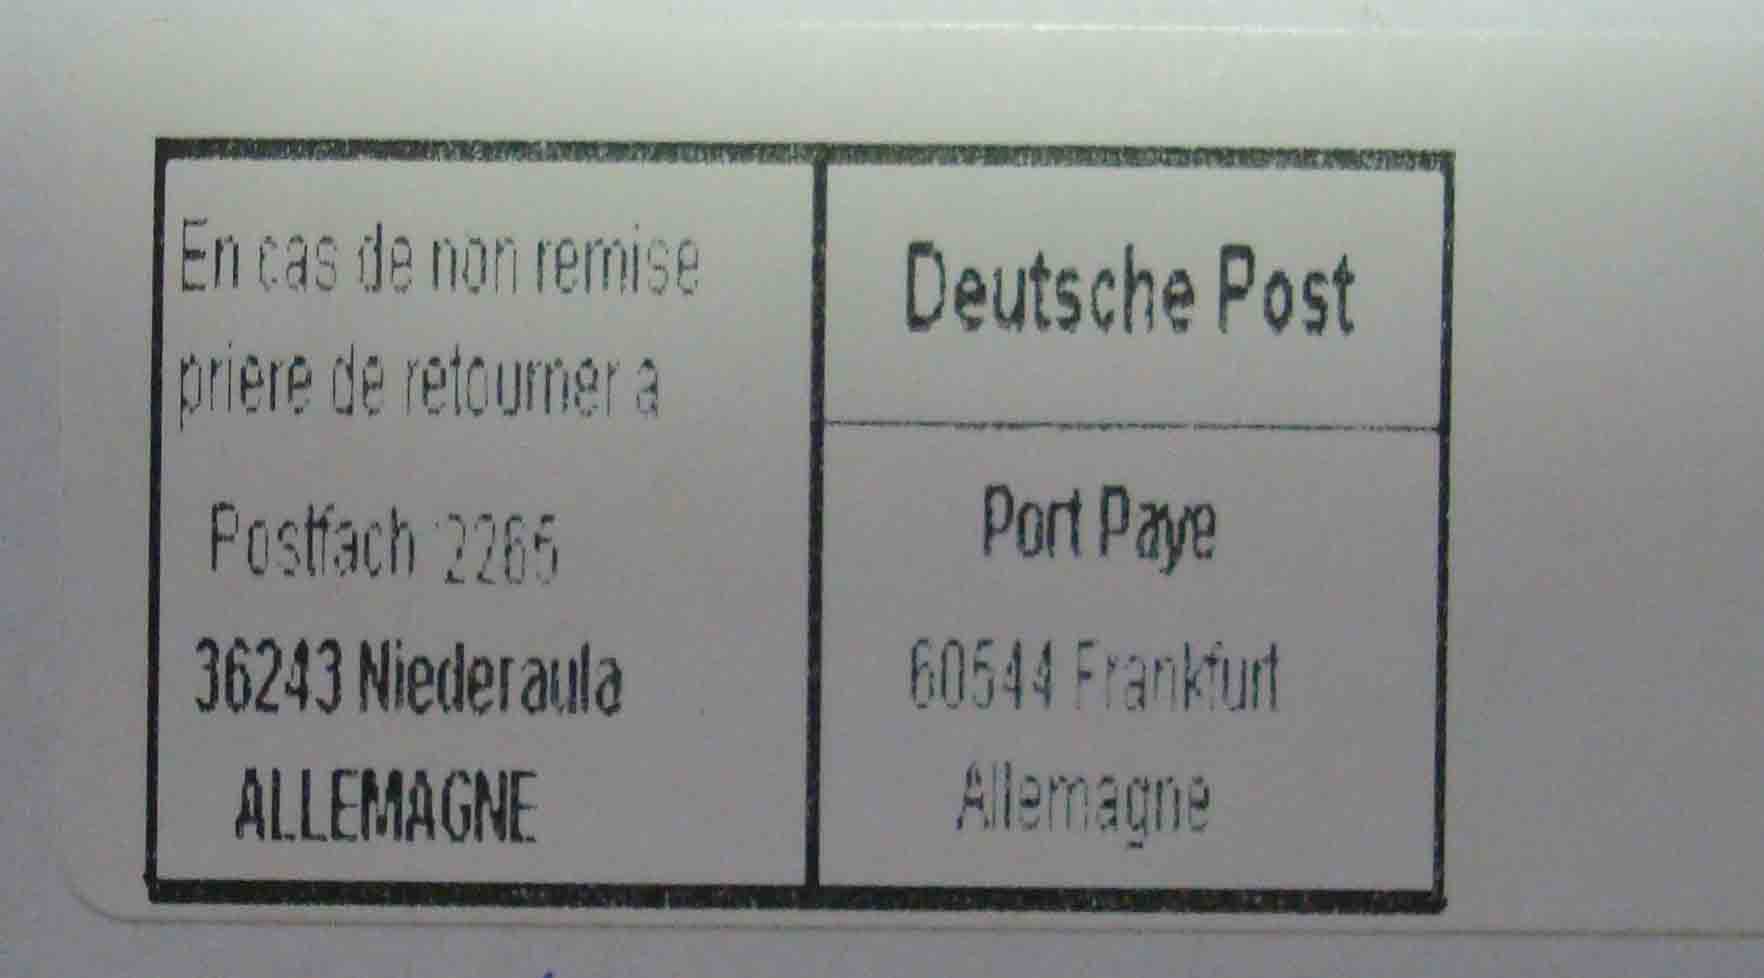 En cas de non remise
priere de retourner a
Postfach 2265
36243 Niederaula
ALLEMAGNE
Deutsche Post
Port Paye
60544 Frankfurt
Allemagne